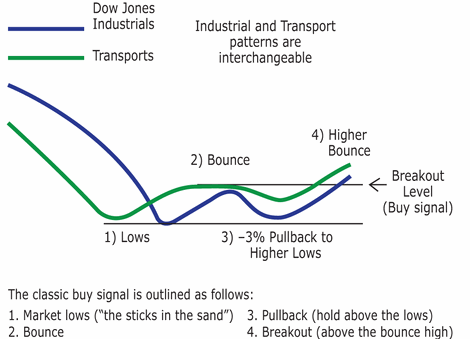 Dow Jones
Industrials
Transports
Industrial and Transport
patterns are
interchangeable
4) Higher
Bounce
2) Bounce
Breakout
Level
(Buy signal)
1) Lows
3) –3% Pullback to
Higher Lows
The classic buy signal is outlined as follows:
1. Market lows (“the sticks in the sand”)
2. Bounce
3. Pullback (hold above the lows)
4. Breakout (above the bounce high)